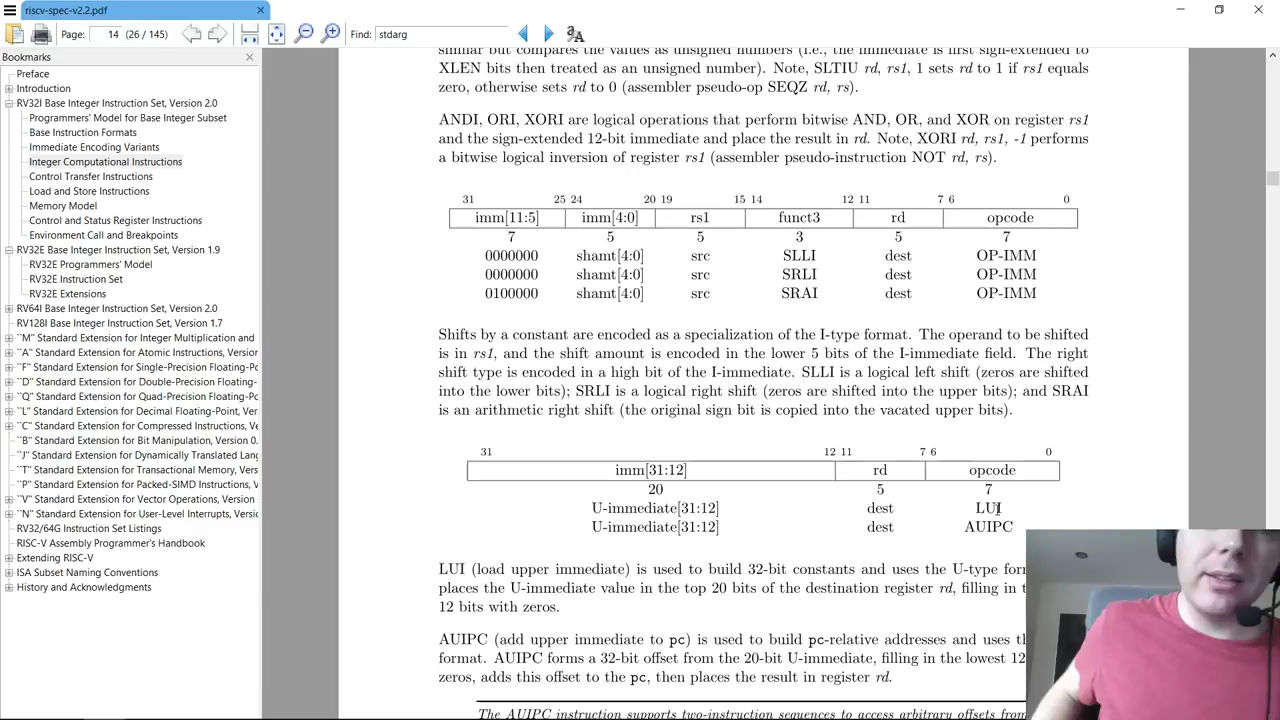 riscv-spec-v2.2.pdf
Page: 14 (26 / 145) Find: stdarg
Bookmarks
Preface
Introduction
RV32I Base Integer Instruction Set, Version 2.0
Programmers' Model for Base Integer Subset
Base Instruction Formats
Immediate Encoding Variants
Integer Computational Instructions
Control Transfer Instructions
Load and Store Instructions
Memory Model
Control and Status Register Instructions
Environment Call and Breakpoints
RV32E Base Integer Instruction Set, Version 1.9
RV32E Programmers' Model
RV32E Instruction Set
RV32E Extensions
RV64I Base Integer Instruction Set, Version 2.0
RV128I Base Integer Instruction Set, Version 1.7
``M'' Standard Extension for Integer Multiplication and
``A'' Standard Extension for Atomic Instructions, Version
``F'' Standard Extension for Single-Precision Floating-Po
``D'' Standard Extension for Double-Precision Floating-
``Q'' Standard Extension for Quad-Precision Floating-Po
``L'' Standard Extension for Decimal Floating-Point, Ver
``C'' Standard Extension for Compressed Instructions, Ve
``B'' Standard Extension for Bit Manipulation, Version 0.
``J'' Standard Extension for Dynamically Translated Lang
``T'' Standard Extension for Transactional Memory, Vers
``P'' Standard Extension for Packed-SIMD Instructions, V
``V'' Standard Extension for Vector Operations, Version
``N'' Standard Extension for User-Level Interrupts, Versio
RV32/64G Instruction Set Listings
RISC-V Assembly Programmer's Handbook
Extending RISC-V
ISA Subset Naming Conventions
History and Acknowledgments
similar but compares the values as unsigned numbers (i.e., the immediate is first sign-extended to
XLEN bits then treated as an unsigned number). Note, SLTIU rd, rs1, 1 sets rd to 1 if rs1 equals
zero, otherwise sets rd to 0 (assembler pseudo-op SEQZ rd, rs).
ANDI, ORI, XORI are logical operations that perform bitwise AND, OR, and XOR on register rs1
and the sign-extended 12-bit immediate and place the result in rd. Note, XORI rd, rs1, -1 performs
a bitwise logical inversion of register rs1 (assembler pseudo-instruction NOT rd, rs).
31 25 24 20 19 15 14 12 11 7 6 0
imm[11:5] imm[4:0] rs1 funct3 rd opcode
7 5 5 3 5 7
0000000 shamt[4:0] src SLLI dest OP-IMM
0000000 shamt[4:0] src SRLI dest OP-IMM
0100000 shamt[4:0] src SRAI dest OP-IMM
Shifts by a constant are encoded as a specialization of the I-type format. The operand to be shifted
is in rs1, and the shift amount is encoded in the lower 5 bits of the I-immediate field. The right
shift type is encoded in a high bit of the I-immediate. SLLI is a logical left shift (zeros are shifted
into the lower bits); SRLI is a logical right shift (zeros are shifted into the upper bits); and SRAI
is an arithmetic right shift (the original sign bit is copied into the vacated upper bits).
31 12 11 7 6 0
imm[31:12] rd opcode
20 5 7
U-immediate[31:12] dest LUI
U-immediate[31:12] dest AUIPC
LUI (load upper immediate) is used to build 32-bit constants and uses the U-type
places the U-immediate value in the top 20 bits of the destination register rd, filling in
12 bits with zeros.
AUIPC (add upper immediate to pc) is used to build pc-relative addresses and uses
format. AUIPC forms a 32-bit offset from the 20-bit U-immediate, filling in the lowest 12
zeros, adds this offset to the pc, then places the result in register rd.
The AUIPC instruction supports two-instruction sequences to access arbitrary offsets from